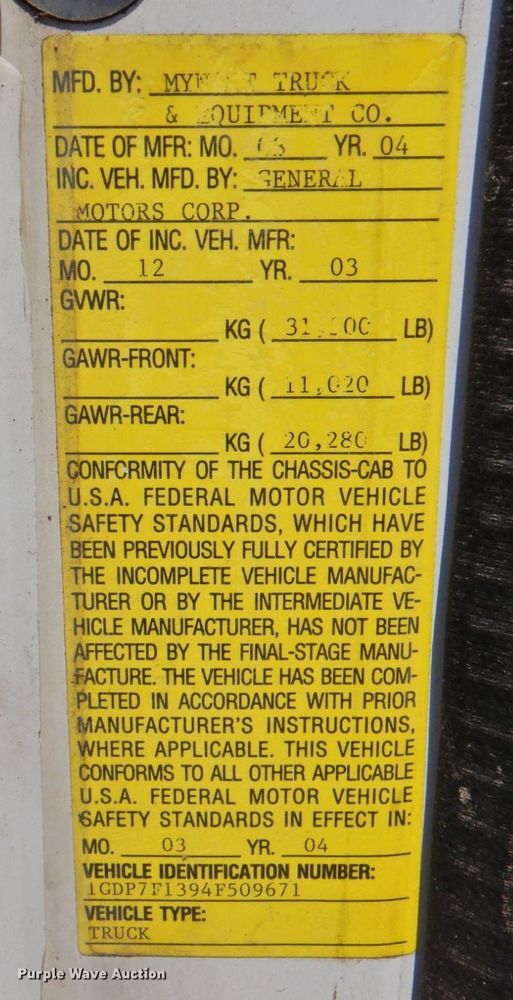 MFD. BY: TRUCK
& EQUIPMENT CO.
DATE OF MFR: MO. YR. 04
INC. VEH. MFD. BY: GENERAL
MOTORS CORP.
DATE OF INC. VEH. MFR:
MO. 12 YR. 03
GVWR:
KG ( LB)
GAWR-FRONT:
KG ( 11,020 LB)
GAWR-REAR:
KG ( 20,280 LB)
CONFORMITY OF THE CHASSIS-CAB TO
U.S.A. FEDERAL MOTOR VEHICLE
SAFETY STANDARDS, WHICH HAVE
BEEN PREVIOUSLY FULLY CERTIFIED BY
THE INCOMPLETE VEHICLE MANUFAC-
TURER OR BY THE INTERMEDIATE VE-
HICLE MANUFACTURER, HAS NOT BEEN
AFFECTED BY THE FINAL-STAGE MANU-
FACTURE. THE VEHICLE HAS BEEN COM-
PLETED IN ACCORDANCE WITH PRIOR
MANUFACTURER'S INSTRUCTIONS,
WHERE APPLICABLE. THIS VEHICLE
CONFORMS TO ALL OTHER APPLICABLE
U.S.A. FEDERAL MOTOR VEHICLE
SAFETY STANDARDS IN EFFECT IN:
MO. 03 YR. 04
VEHICLE IDENTIFICATION NUMBER:
1GDP7F1394F509671
VEHICLE TYPE:
TRUCK
Purple Wave Auction